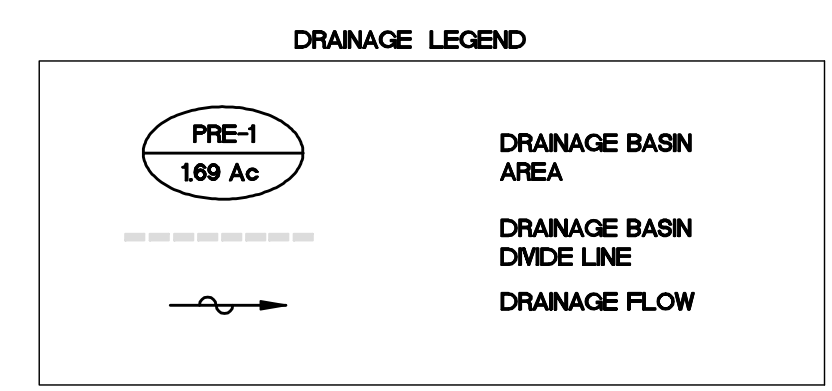 DRAINAGE LEGEND
PRE-1
1.69 Ac
DRAINAGE BASIN
AREA
DRAINAGE BASIN
DIVIDE LINE
DRAINAGE FLOW